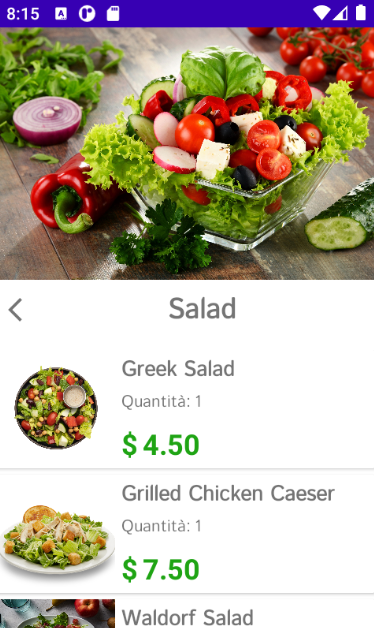 8:15
Salad
Greek Salad
Quantità: 1
$ 4.50
Grilled Chicken Caeser
Quantità: 1
$ 7.50
Waldorf Salad